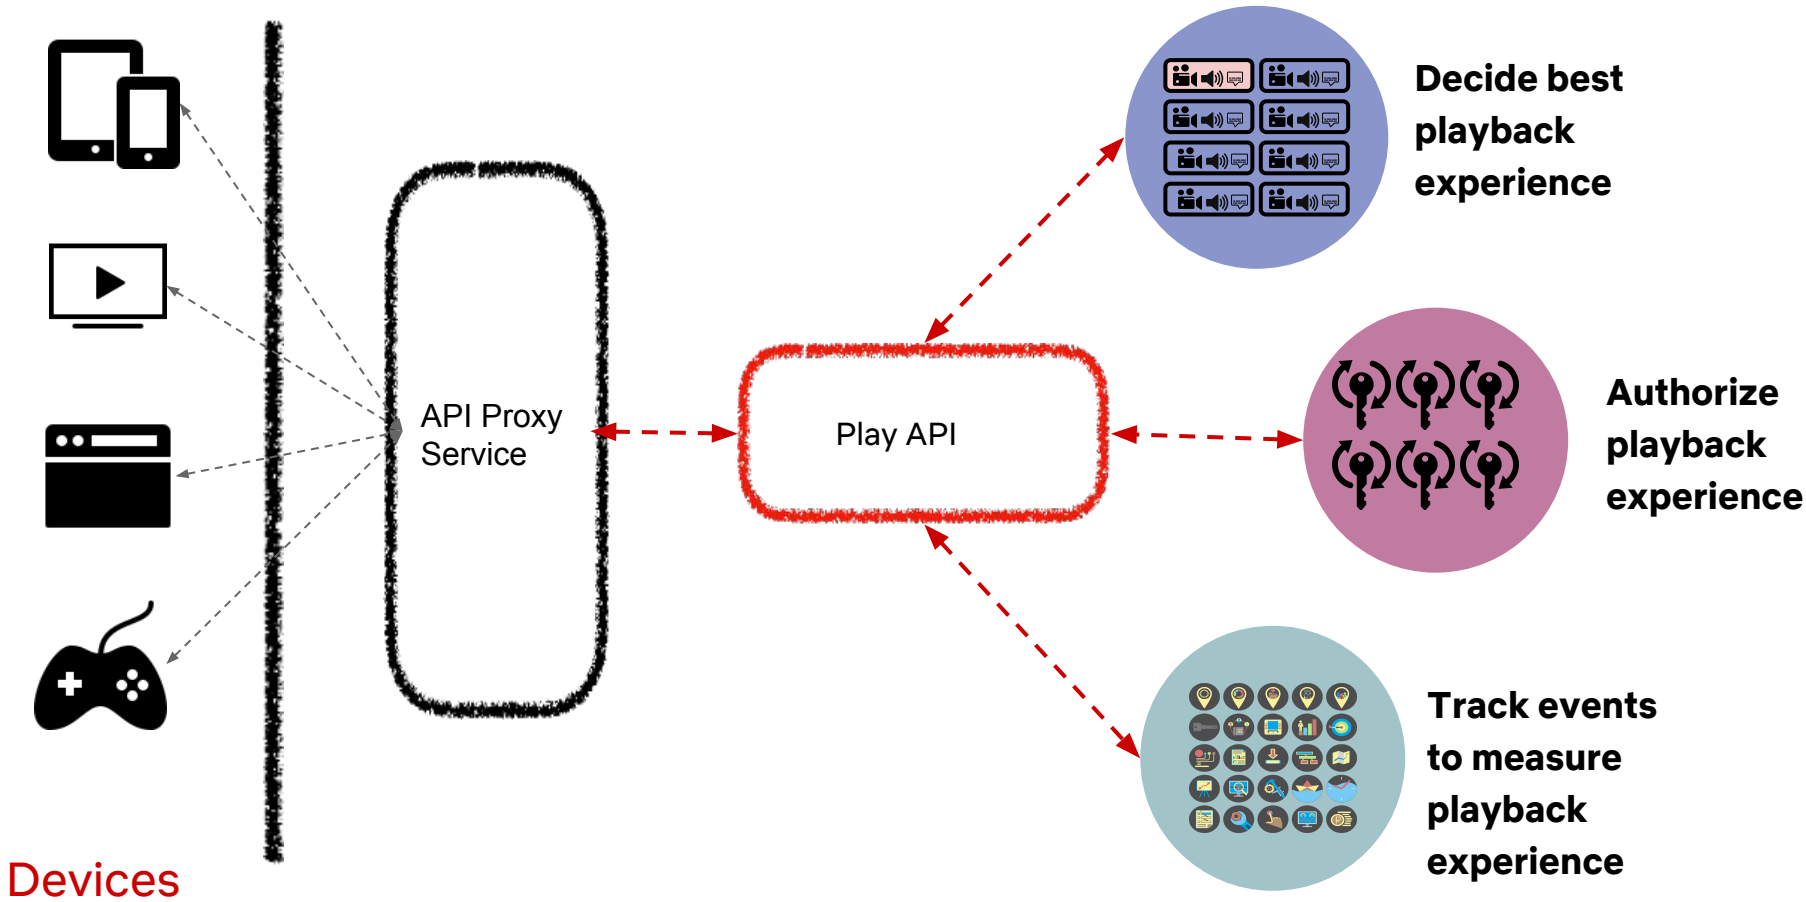 Decide best
playback
experience
API Proxy
Service
Play API
Authorize
playback
experience
Track events
to measure
playback
experience
Devices